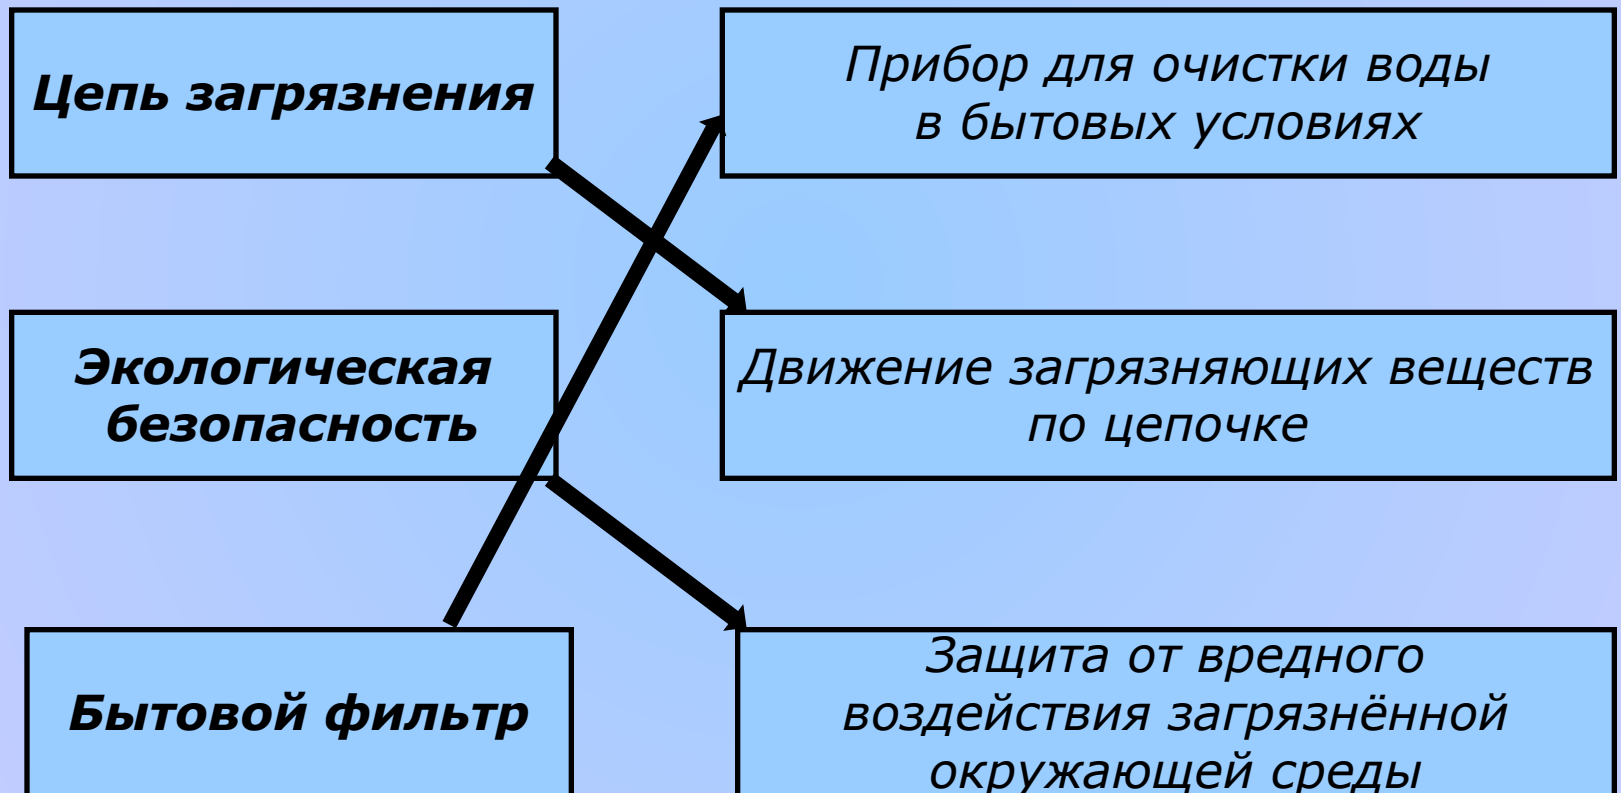 Цепь загрязнения
Прибор для очистки воды
в бытовых условиях
Экологическая
безопасность
Движение загрязняющих веществ
по цепочке
Бытовой фильтр
Защита от вредного
воздействия загрязнённой
окружающей среды